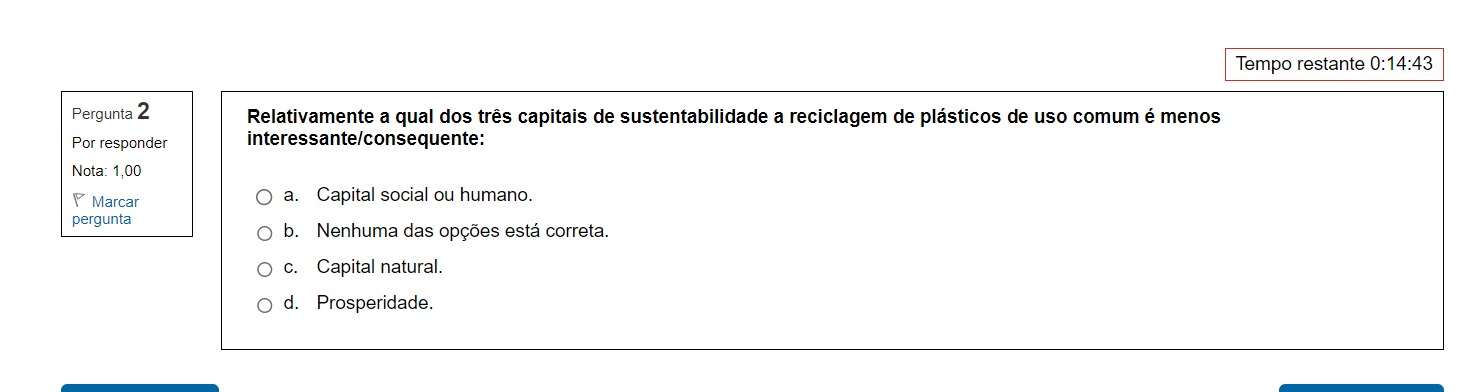 Tempo restante 0:14:43
Pergunta 2
Por responder
Nota: 1,00
Marcar
pergunta
Relativamente a qual dos três capitais de sustentabilidade a reciclagem de plásticos de uso comum é menos
interessante/consequente:
a. Capital social ou humano.
b. Nenhuma das opções está correta.
c. Capital natural.
d. Prosperidade.